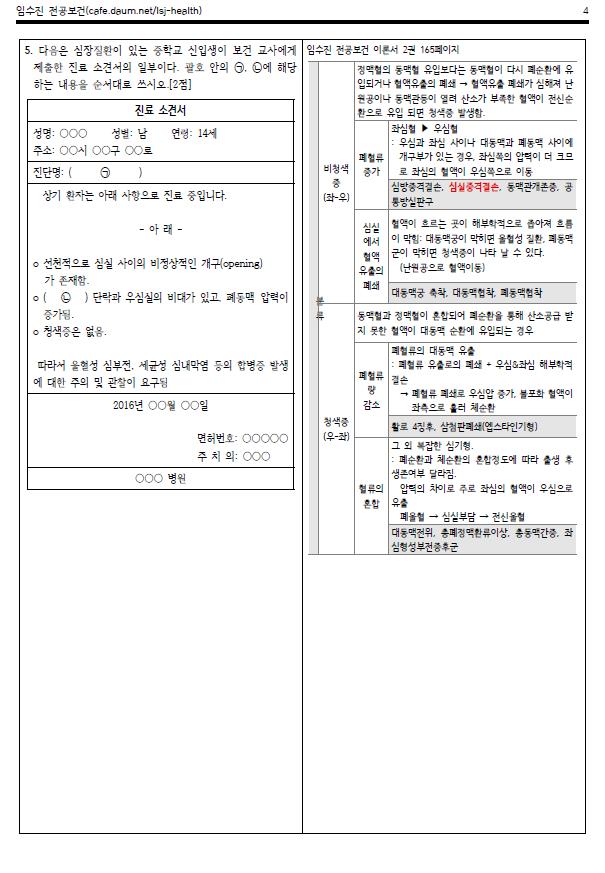 임수진 전공보건(cafe.daum.net/lsj-health)
4
5. 다음은 심장질환이 있는 중학교 신입생이 보건 교사에게
제출한 진료 소견서의 일부이다. 괄호 안의 ㉠, ㉡에 해당
하는 내용을 순서대로 쓰시오.[2점]
진료 소견서
성명: ○○○ 성별: 남 연령: 14세
주소: ○○시 ○○구 ○○로
진단명: ( ㉠ )
상기 환자는 아래 사항으로 진료 중입니다.
- 아 래 -
○ 선천적으로 심실 사이의 비정상적인 개구(opening)
가 존재함.
○ ( ㉡ ) 단락과 우심실의 비대가 있고, 폐동맥 압력이
증가됨.
○ 청색증은 없음.
따라서 울혈성 심부전, 세균성 심내막염 등의 합병증 발생
에 대한 주의 및 관찰이 요구됨
2016년 ○○월 ○○일
면허번호: ○○○○○
주 치 의: ○○○
○○○ 병원
임수진 전공보건 이론서 2권 165페이지
분
류
비청색
증
(좌-우)
정맥혈의 동맥혈 유입보다는 동맥혈이 다시 폐순환에 유
입되거나 혈액유출의 폐쇄 → 혈액유출 폐쇄가 심해져 난
원공이나 동맥관등이 열려 산소가 부족한 혈액이 전신순
환으로 유입 되면 청색증 발생함.
폐혈류
증가
좌심혈 ▶ 우심혈
: 우심과 좌심 사이나 대동맥과 폐동맥 사이에
개구부가 있는 경우, 좌심쪽의 압력이 더 크므
로 좌심의 혈액이 우심쪽으로 이동
심방중격결손, 심실중격결손, 동맥관개존증, 공
통방실판구
심실
에서
혈액
유출의
폐쇄
혈액이 흐르는 곳이 해부학적으로 좁아져 흐름
이 막힘: 대동맥궁이 막히면 울혈성 질환, 폐동맥
궁이 막히면 청색증이 나타 날 수 있다.
(난원공으로 혈액이동)
대동맥궁 축착, 대동맥협착, 폐동맥협착
청색증
(우-좌)
동맥혈과 정맥혈이 혼합되어 폐순환을 통해 산소공급 받
지 못한 혈액이 대동맥 순환에 유입되는 경우
폐혈류
량
감소
폐혈류의 대동맥 유출
: 폐혈류 유출로의 폐쇄 + 우심&좌심 해부학적
결손
→ 폐혈류 폐쇄로 우심압 증가, 불포화 혈액이
좌측으로 흘러 체순환
활로 4징후, 삼첨판폐쇄(엡스타인기형)
혈류의
혼합
그 외 복잡한 심기형.
: 폐순환과 체순환의 혼합정도에 따라 출생 후
생존여부 달라짐.
압력의 차이로 주로 좌심의 혈액이 우심으로
유출
폐울혈 → 심실부담 → 전신울혈
대동맥전위, 총폐정맥환류이상, 총동맥간증, 좌
심형성부전증후군